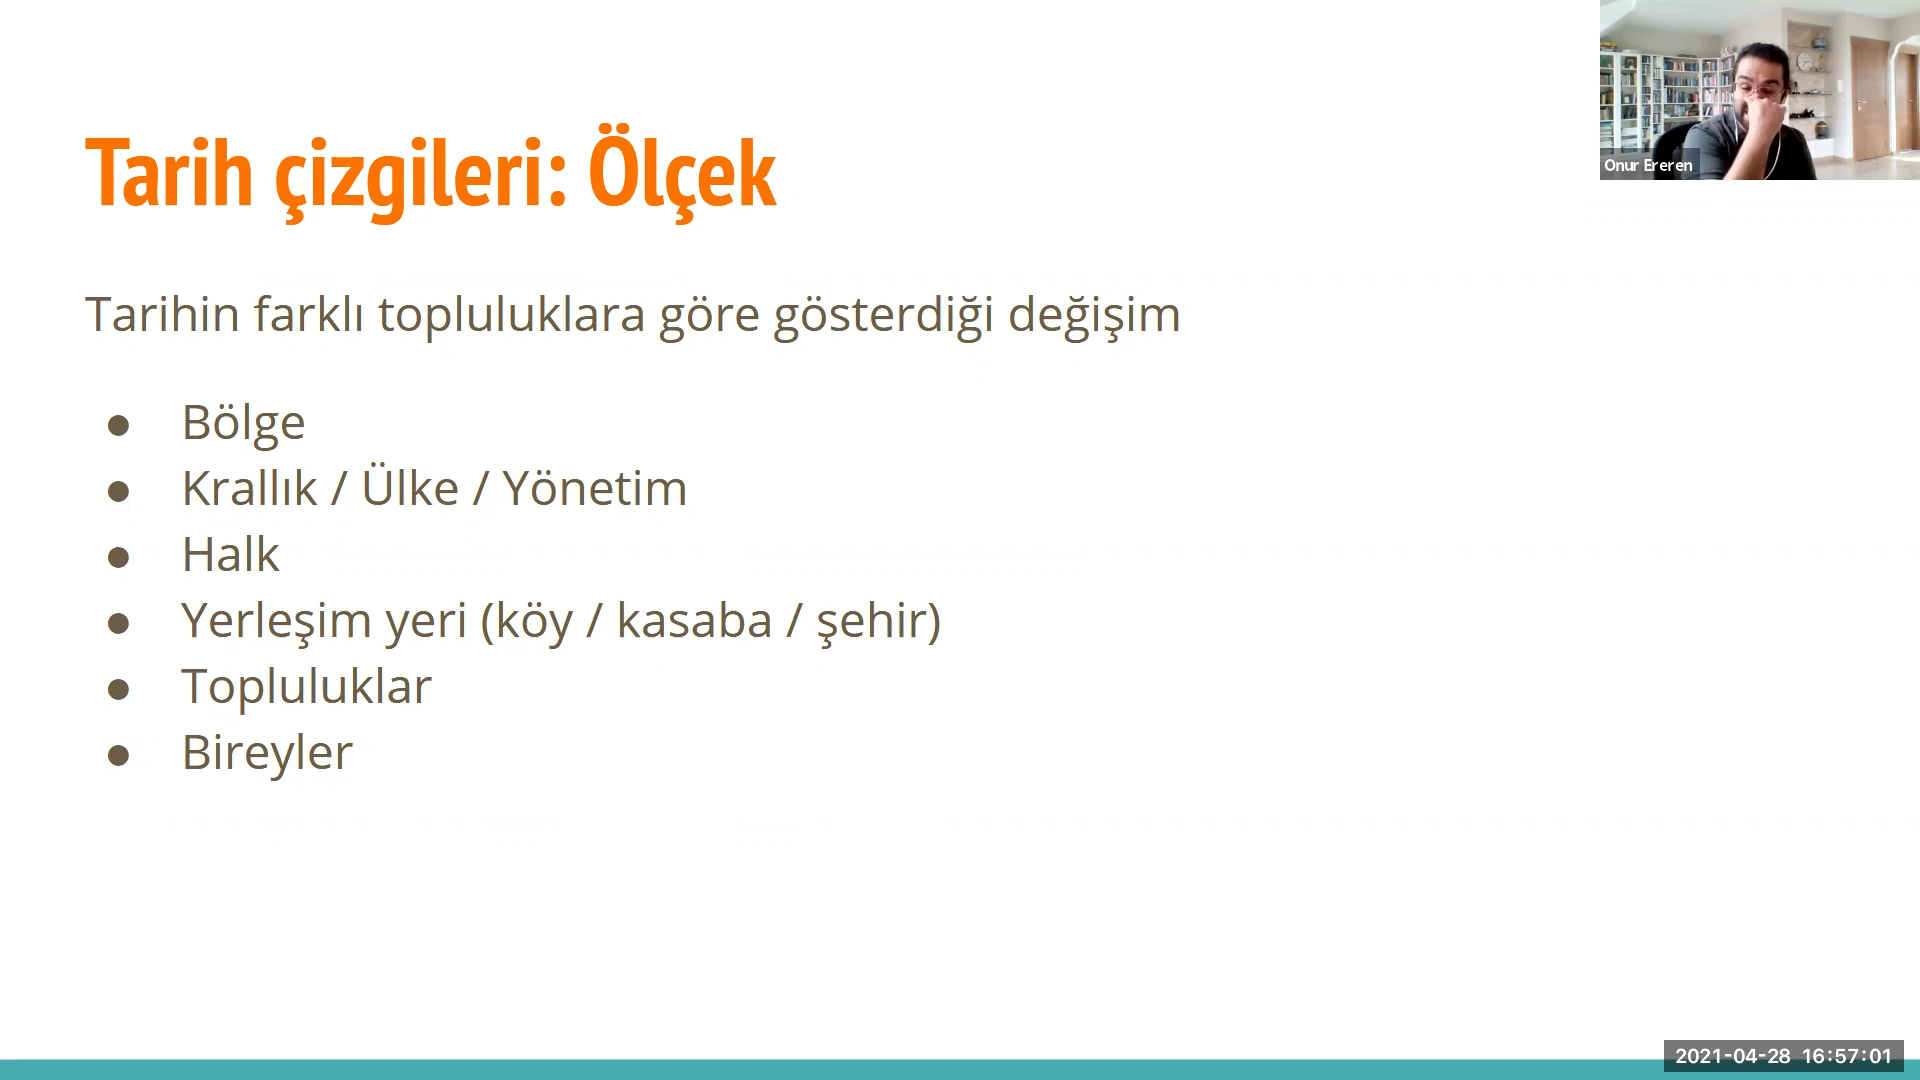 Tarih çizgileri: Ölçek
Tarihin farklı topluluklara göre gösterdiği değişim
● Bölge
● Krallık / Ülke / Yönetim
● Halk
● Yerleşim yeri (köy / kasaba / şehir)
● Topluluklar
● Bireyler
Onur Ereren
2021-04-28 16:57:01